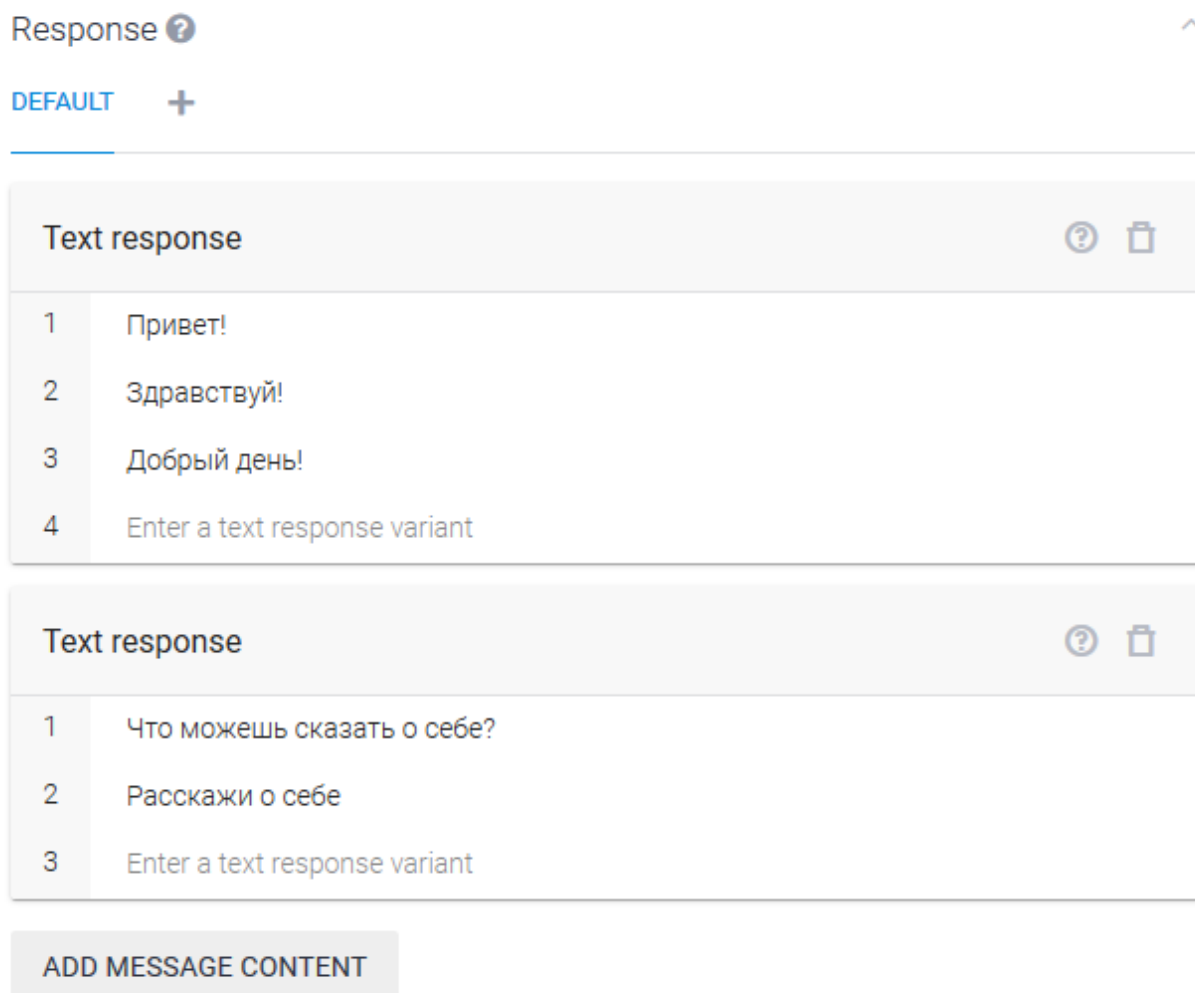 Response
DEFAULT +
Text response
1 Привет!
2 Здравствуй!
3 Добрый день!
4 Enter a text response variant
Text response
1 Что можешь сказать о себе?
2 Расскажи о себе
3 Enter a text response variant
ADD MESSAGE CONTENT